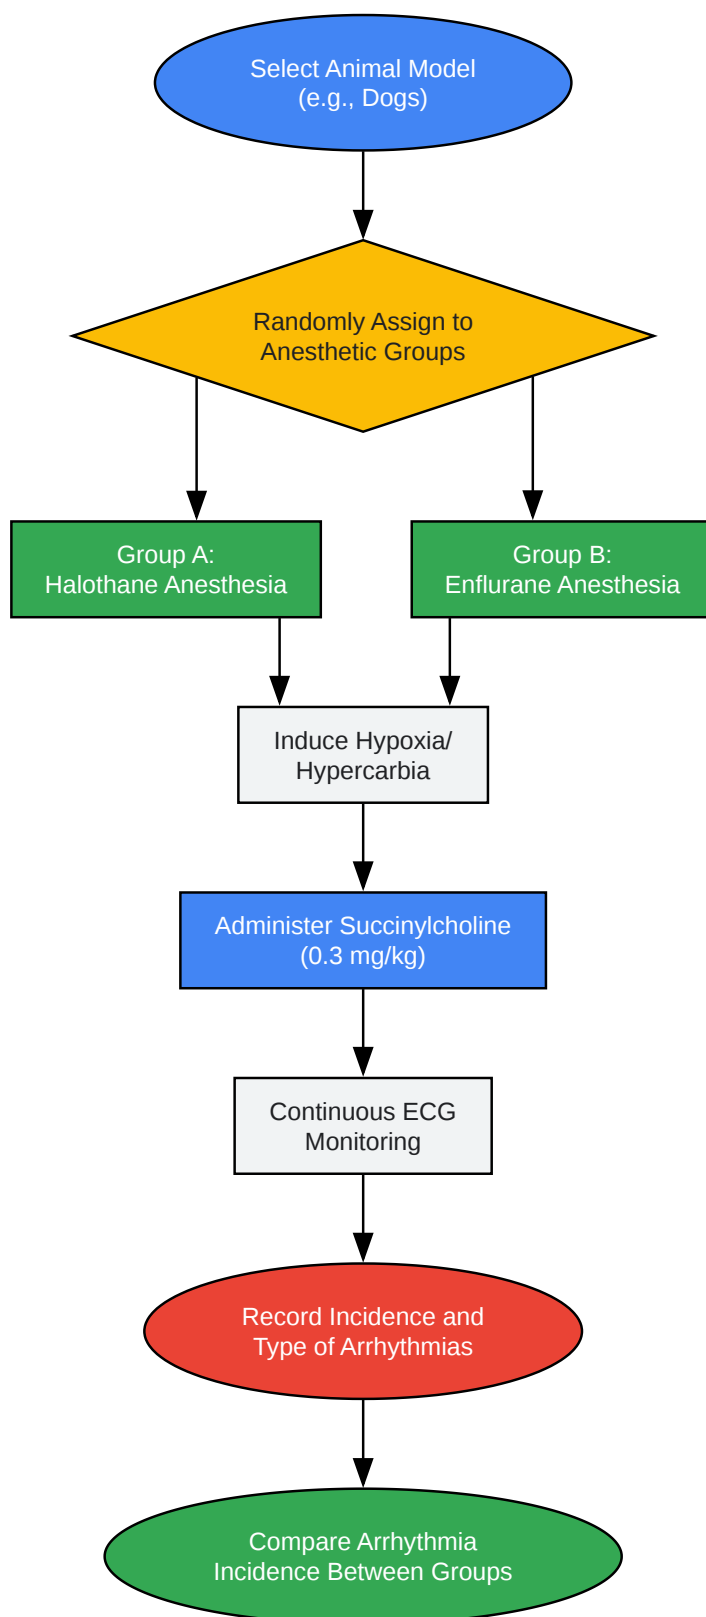 Select Animal Model
(e.g., Dogs)
Randomly Assign to
Anesthetic Groups
Group A:
Halothane Anesthesia
Group B:
Enflurane Anesthesia
Induce Hypoxia/
Hypercarbia
Administer Succinylcholine
(0.3 mg/kg)
Continuous ECG
Monitoring
Record Incidence and
Type of Arrhythmias
Compare Arrhythmia
Incidence Between Groups